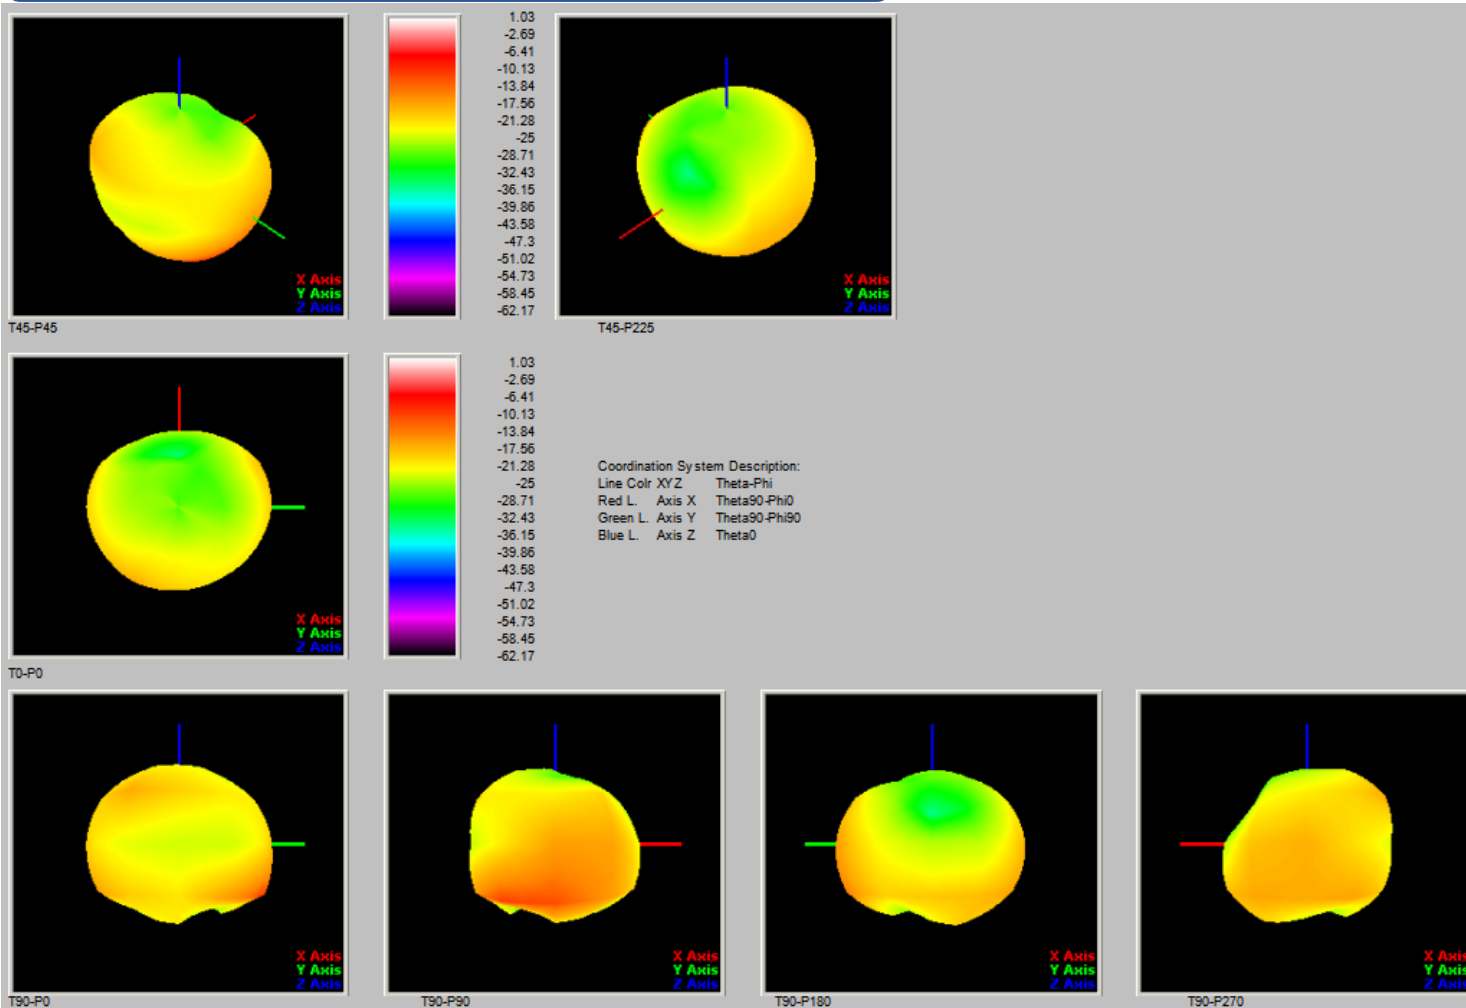 1.03
-2.69
-6.41
-10.13
-13.84
-17.56
-21.28
-25
-28.71
-32.43
-36.15
-39.86
-43.58
-47.3
-51.02
-54.73
-58.45
-62.17
X Axis
Y Axis
Z Axis
X Axis
Y Axis
Z Axis
T45-P45
T45-P225
1.03
-2.69
-6.41
-10.13
-13.84
-17.56
-21.28
-25
-28.71
-32.43
-36.15
-39.86
-43.58
-47.3
-51.02
-54.73
-58.45
-62.17
Coordination System Description:
Line Colr XYZ Theta-Phi
Red L. Axis X Theta90-Phi0
Green L. Axis Y Theta90-Phi90
Blue L. Axis Z Theta0
X Axis
Y Axis
Z Axis
T0-P0
X Axis
Y Axis
Z Axis
X Axis
Y Axis
Z Axis
X Axis
Y Axis
Z Axis
X Axis
Y Axis
Z Axis
T90-P0
T90-P90
T90-P180
T90-P270